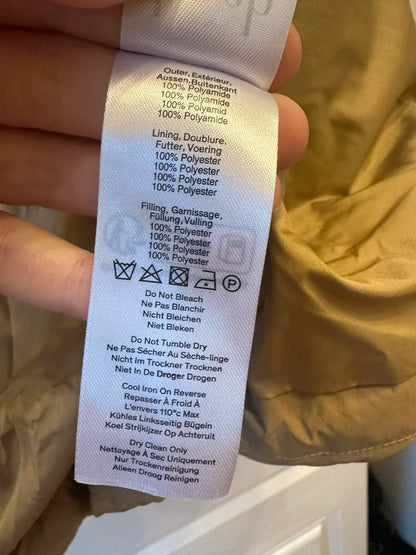 Outer, Extérieur,
Aussen, Buitenkant
100% Polyamide
100% Polyamide
100% Polyamid
100% Polyamide
Lining, Doublure,
Futter, Voering
100% Polyester
100% Polyester
100% Polyester
100% Polyester
Filling, Garnissage,
Füllung, Vulling
100% Polyester
100% Polyester
100% Polyester
100% Polyester
P
Do Not Bleach
Ne Pas Blanchir
Nicht Bleichen
Niet Bleken
Do Not Tumble Dry
Ne Pas Sécher Au Sèche-linge
Nicht Im Trockner Trocknen
Niet In De Droger Drogen
Cool Iron On Reverse
Repasser À Froid À
L'envers 110°c Max
Kühles Linksseitig Bügeln
Koel Strijkijzer Op Achteruit
Dry Clean Only
Nettoyage À Sec Uniquement
Nur Trockenreinigung
Alleen Droog Reinigen